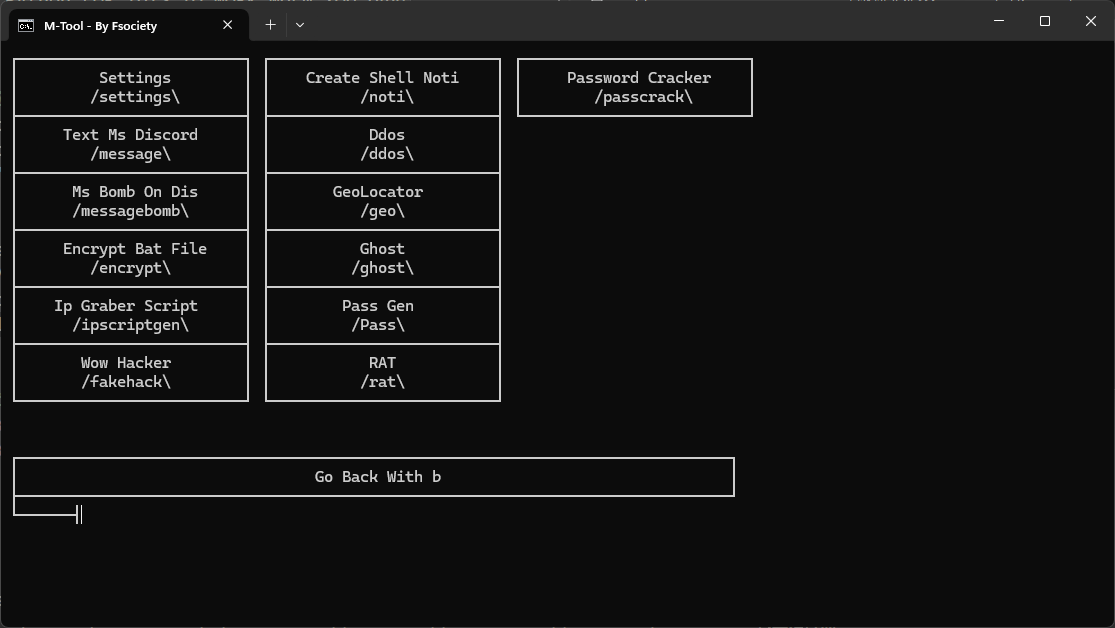 M-Tool - By Fsociety
Settings
/settings\
Text Ms Discord
/message\
Ms Bomb On Dis
/messagebomb\
Encrypt Bat File
/encrypt\
Ip Graber Script
/ipscriptgen\
Wow Hacker
/fakehack\
Create Shell Noti
/noti\
Ddos
/ddos\
GeoLocator
/geo\
Ghost
/ghost\
Pass Gen
/Pass\
RAT
/rat\
Password Cracker
/passcrack\
Go Back With b